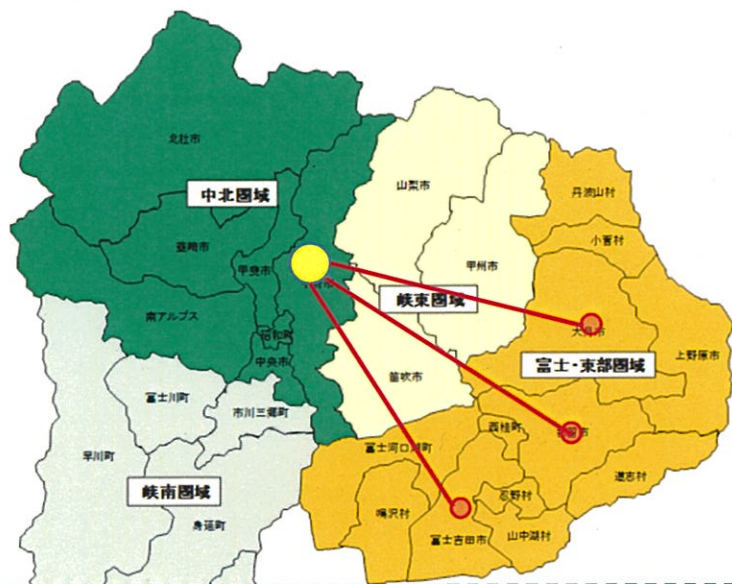 北杜市
山梨市
丹波山村
中北圏域
小菅村
韮崎市
甲斐市
甲州市
峡東圏域
南アルプス
昭和町
大月市
中央市
富士・東部圏域
上野原市
笛吹市
富士川町
市川三郷町
西桂町
富士河口湖町
早川町
道志村
峡南圏域
忍野村
鳴沢村
身延町
富士吉田市
山中湖村